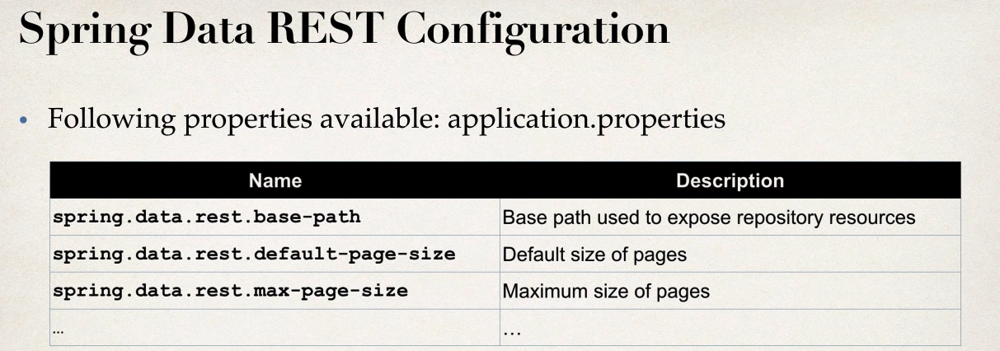 Spring Data REST Configuration
• Following properties available: application.properties
Name Description
spring.data.rest.base-path Base path used to expose repository resources
spring.data.rest.default-page-size Default size of pages
spring.data.rest.max-page-size Maximum size of pages
... ...